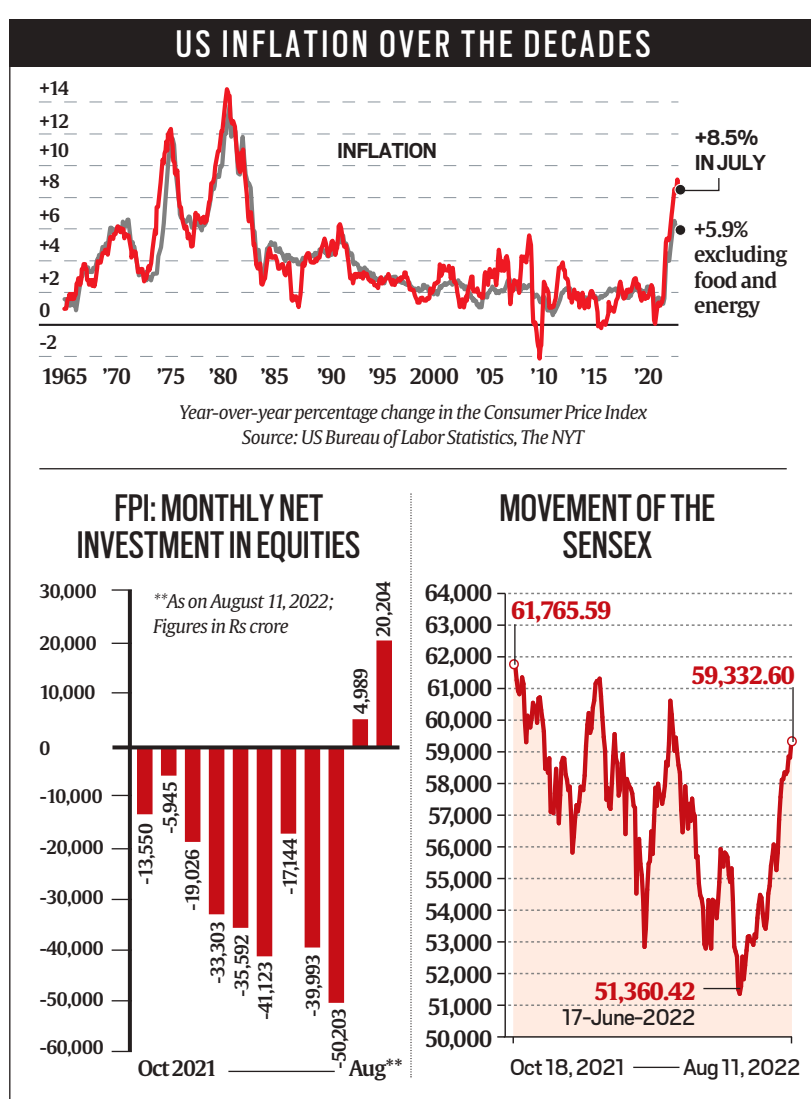 US INFLATION OVER THE DECADES
+14
+12
+10
+8
+6
+4
+2
0
-2
INFLATION
+8.5%
IN JULY
+5.9%
excluding
food and
energy
1965 '70 '75 '80 '85 '90 '95 2000 '05 '10 '15 '20
Year-over-year percentage change in the Consumer Price Index
Source: US Bureau of Labor Statistics, The NYT
FPI: MONTHLY NET
INVESTMENT IN EQUITIES
**As on August 11, 2022;
Figures in Rs crore
30,000
20,000
10,000
0
-10,000
-20,000
-30,000
-40,000
-50,000
-60,000
-13,550
-5,945
-19,026
-33,303
-35,592
-41,123
-17,144
-39,993
-50,203
4,989
20,204
Oct 2021 Aug**
MOVEMENT OF THE
SENSEX
64,000
63,000
62,000
61,000
60,000
59,000
58,000
57,000
56,000
55,000
54,000
53,000
52,000
51,000
50,000
61,765.59
59,332.60
51,360.42
17-June-2022
Oct 18, 2021 Aug 11, 2022